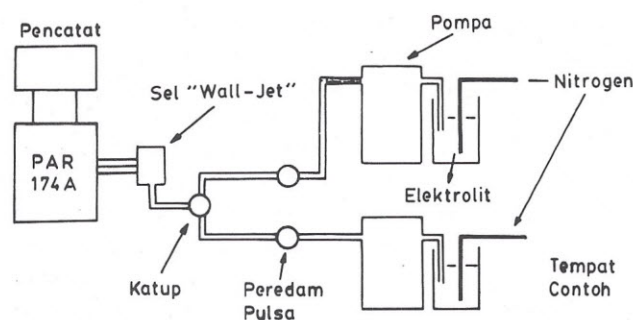 Pencatat
Pompa
Sel "Wall-Jet"
Nitrogen
PAR
174A
Elektrolit
Katup
Peredam
Pulsa
Tempat
Contoh